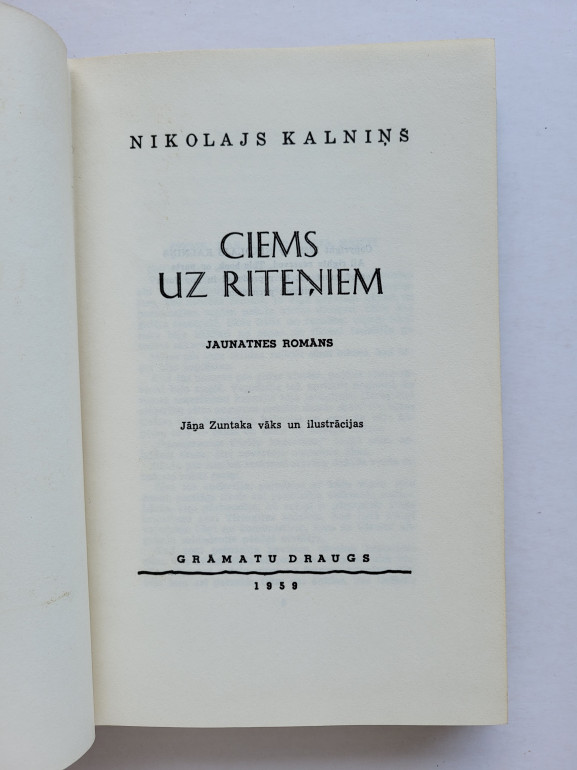 NIKOLAJS KALNIŅŠ
CIEMS
UZ RITEŅIEM
JAUNATNES ROMĀNS
Jāņa Zuntaka vāks un ilustrācijas
GRĀMATU DRAUGS
1959